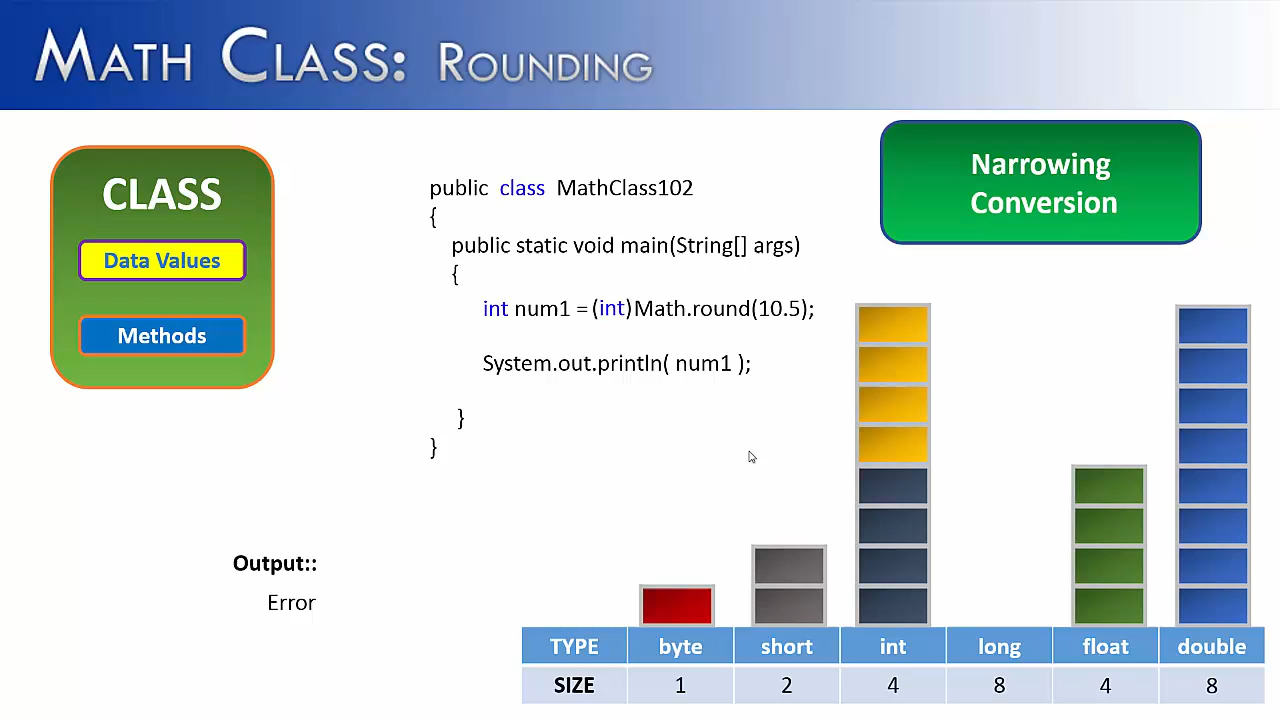 MATH CLASS: ROUNDING
CLASS
Data Values
Methods
public class MathClass102
{
public static void main(String[] args)
{
int num1 = (int)Math.round(10.5);
System.out.println( num1 );
}
}
Narrowing
Conversion
Output::
Error
TYPE byte short int long float double
SIZE 1 2 4 8 4 8